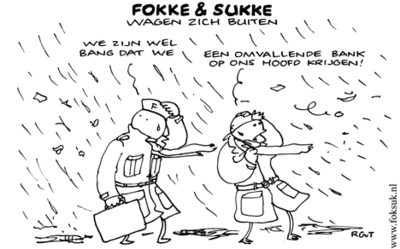 FOKKE & SUKKE
WAGEN ZICH BUITEN
WE ZIJN WEL
BANG DAT WE
EEN OMVALLENDE BANK
OP ONS HOOFD KRIJGEN!
F
RGvT
www.foksuk.nl